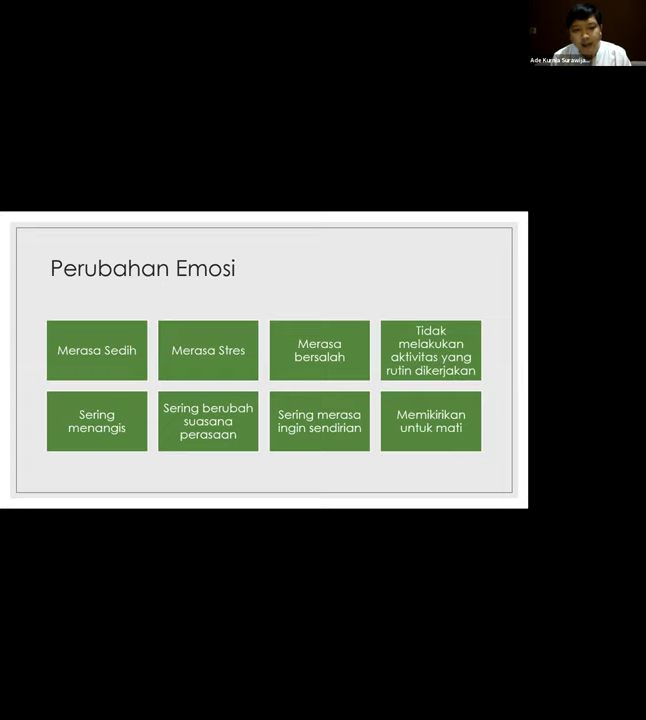 Ade Kurnia Surawija...
Perubahan Emosi
Merasa Sedih
Merasa Stres
Merasa
bersalah
Tidak
melakukan
aktivitas yang
rutin dikerjakan
Sering
menangis
Sering berubah
suasana
perasaan
Sering merasa
ingin sendirian
Memikirikan
untuk mati